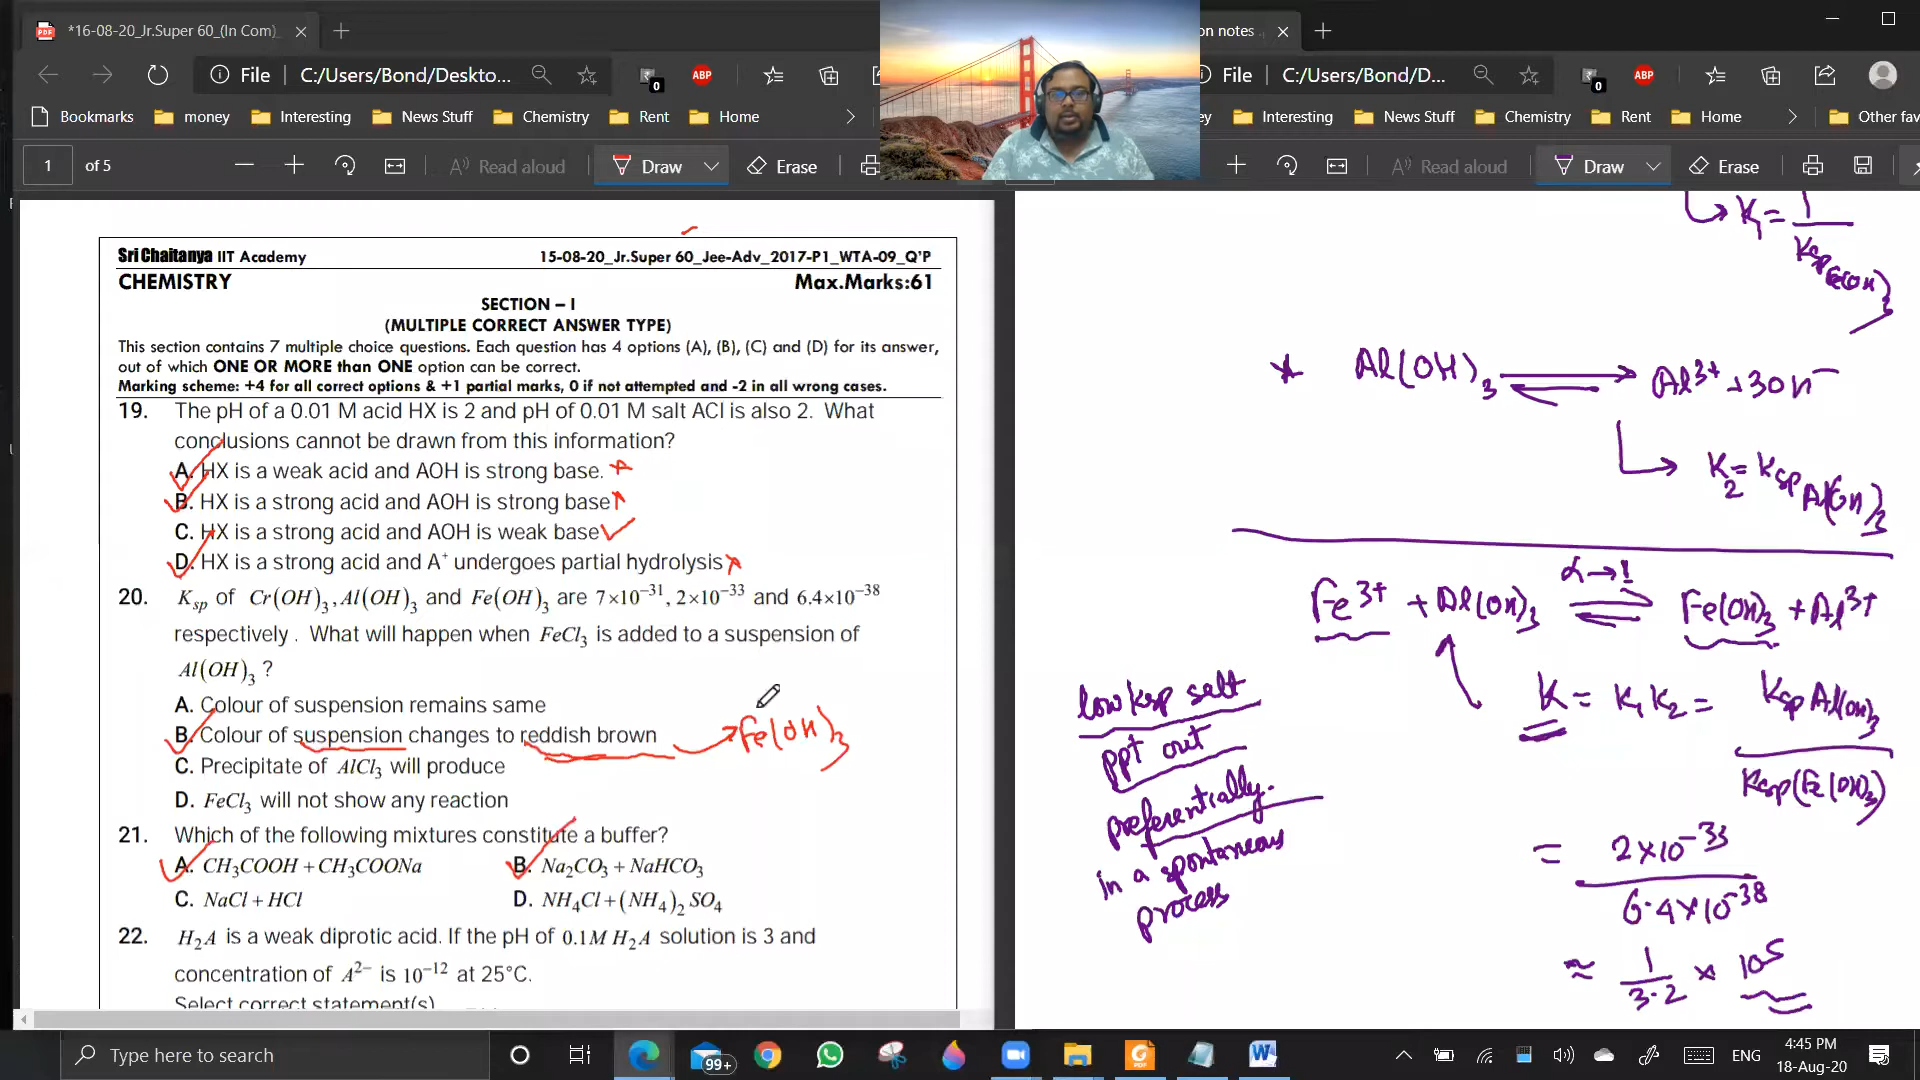 *16-08-20_Jr.Super 60_(In Com)
on notes
File
C:/Users/Bond/Deskto...
0
ABP
File
C:/Users/Bond/D...
0
ABP
Bookmarks
money
Interesting
News Stuff
Chemistry
Rent
Home
ey
Interesting
News Stuff
Chemistry
Rent
Home
Other fav
1
of 5
Read aloud
Draw
Erase
Read aloud
Draw
Erase
Sri Chaitanya IIT Academy
15-08-20_Jr.Super 60_Jee-Adv_2017-P1_WTA-09_Q'P
CHEMISTRY
Max.Marks:61
SECTION – I
(MULTIPLE CORRECT ANSWER TYPE)
This section contains 7 multiple choice questions. Each question has 4 options (A), (B), (C) and (D) for its answer,
out of which ONE OR MORE than ONE option can be correct.
Marking scheme: +4 for all correct options & +1 partial marks, 0 if not attempted and -2 in all wrong cases.
19. The pH of a 0.01 M acid HX is 2 and pH of 0.01 M salt ACl is also 2. What
conclusions cannot be drawn from this information?
A. HX is a weak acid and AOH is strong base.
B. HX is a strong acid and AOH is strong base
C. HX is a strong acid and AOH is weak base
D. HX is a strong acid and A⁺ undergoes partial hydrolysis
20. Ksp of Cr(OH)₃, Al(OH)₃ and Fe(OH)₃ are 7×10⁻³¹, 2×10⁻³³ and 6.4×10⁻³⁸
respectively . What will happen when FeCl₃ is added to a suspension of
Al(OH)₃ ?
A. Colour of suspension remains same
B. Colour of suspension changes to reddish brown
Fe(OH)₃
C. Precipitate of AlCl₃ will produce
D. FeCl₃ will not show any reaction
21. Which of the following mixtures constitute a buffer?
A. CH₃COOH + CH₃COONa
B. Na₂CO₃ + NaHCO₃
C. NaCl + HCl
D. NH₄Cl + (NH₄)₂ SO₄
22. H₂A is a weak diprotic acid. If the pH of 0.1M H₂A solution is 3 and
concentration of A²⁻ is 10⁻¹² at 25°C.
Select correct statement(s)
→ K₁ = 1 / Ksp Fe(OH)₃
* Al(OH)₃ ⇌ Al³⁺ + 3OH⁻
→ K₂ = Ksp Al(OH)₃
α → 1
Fe³⁺ + Al(OH)₃ ⇌ Fe(OH)₃ + Al³⁺
low ksp salt
ppt out
preferentially.
in a spontaneous
process
K = K₁ K₂ = Ksp Al(OH)₃ / Ksp (Fe(OH)₃)
= 2×10⁻³³ / 6.4×10⁻³⁸
≈ 1/3.2 × 10⁵
Type here to search
99+
ENG
4:45 PM
18-Aug-20